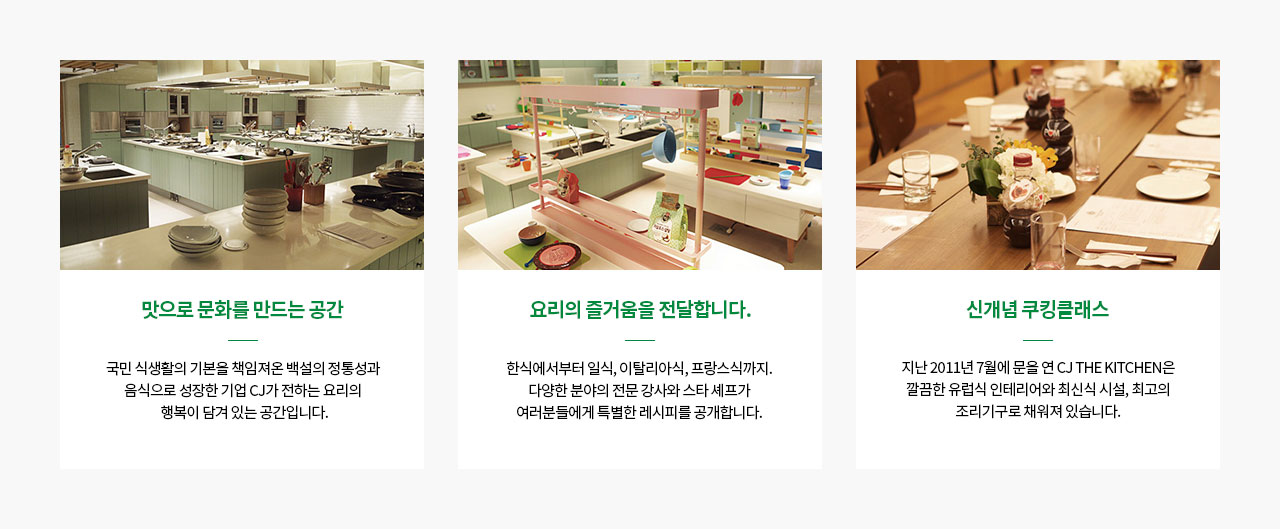 맛으로 문화를 만드는 공간
국민 식생활의 기본을 책임져온 백설의 정통성과
음식으로 성장한 기업 CJ가 전하는 요리의
행복이 담겨 있는 공간입니다.
요리의 즐거움을 전달합니다.
한식에서부터 일식, 이탈리아식, 프랑스식까지.
다양한 분야의 전문 강사와 스타 셰프가
여러분들에게 특별한 레시피를 공개합니다.
신개념 쿠킹클래스
지난 2011년 7월에 문을 연 CJ THE KITCHEN은
깔끔한 유럽식 인테리어와 최신식 시설, 최고의
조리기구로 채워져 있습니다.